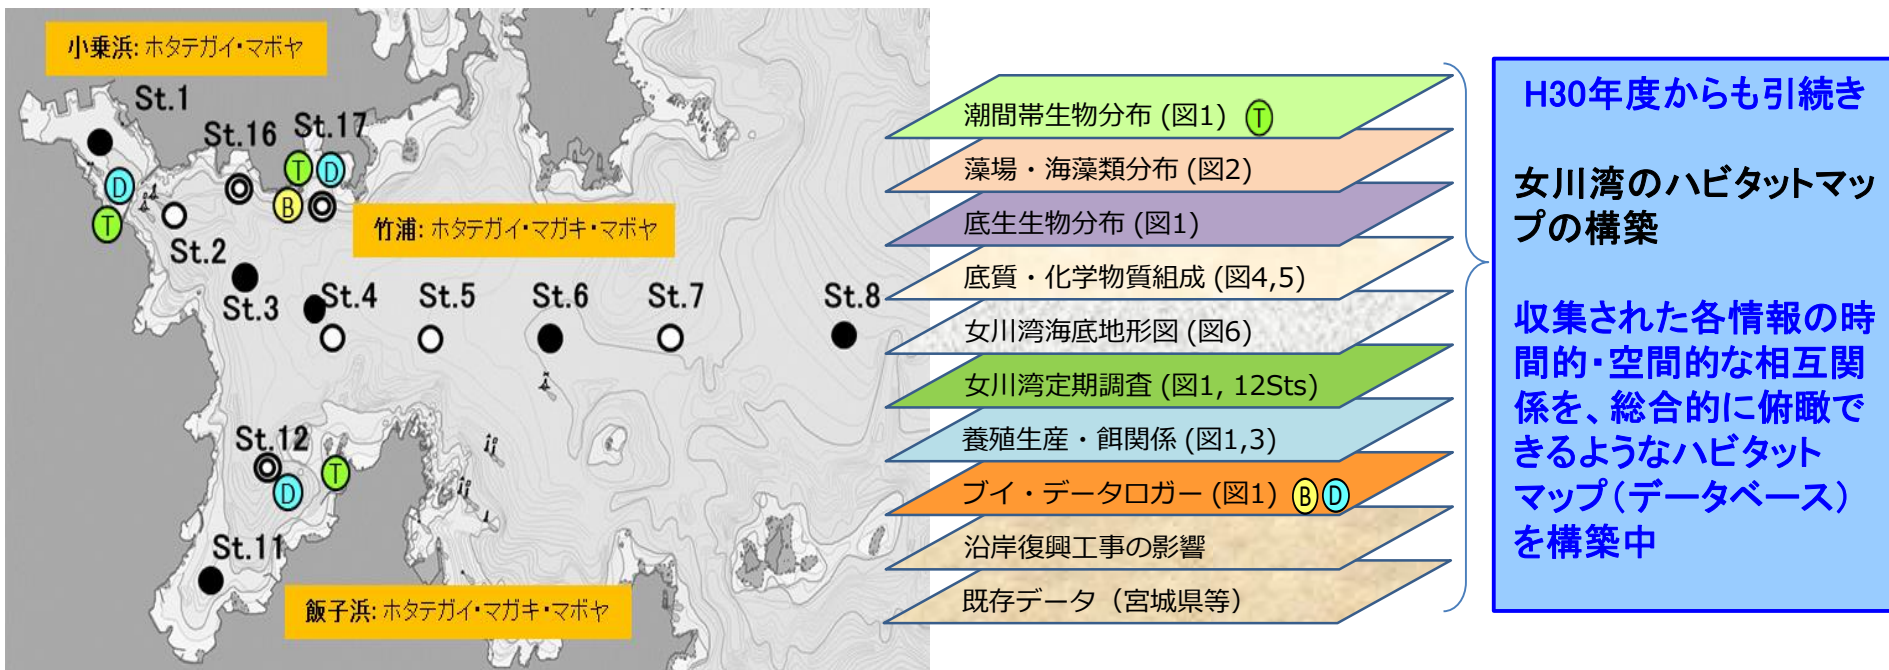 小乗浜: ホタテガイ・マボヤ
St.1
St.16
St.17
T
D
D
B
T
竹浦: ホタテガイ・マガキ・マボヤ
St.2
St.3
St.4
St.5
St.6
St.7
St.8
St.12
T
D
St.11
飯子浜: ホタテガイ・マガキ・マボヤ
潮間帯生物分布 (図1) T
藻場・海藻類分布 (図2)
底生生物分布 (図1)
底質・化学物質組成 (図4,5)
女川湾海底地形図 (図6)
女川湾定期調査 (図1, 12Sts)
養殖生産・餌関係 (図1,3)
ブイ・データロガー (図1) B D
沿岸復興工事の影響
既存データ（宮城県等）
H30年度からも引続き
女川湾のハビタットマッ
プの構築
収集された各情報の時
間的・空間的な相互関
係を、総合的に俯瞰で
きるようなハビタット
マップ（データベース）
を構築中